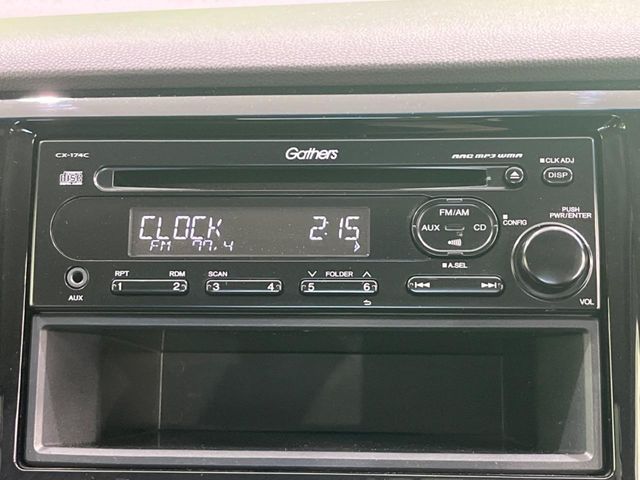 CX-174C
Gathers
AAC MP3 WMA
CLK ADJ
DISP
CLOCK 2:15
FM 77.4
FM/AM
AUX CD
CONFIG
PUSH
PWR/ENTER
A.SEL
VOL
AUX
RPT RDM
1 2
SCAN
3 4
FOLDER
5 6